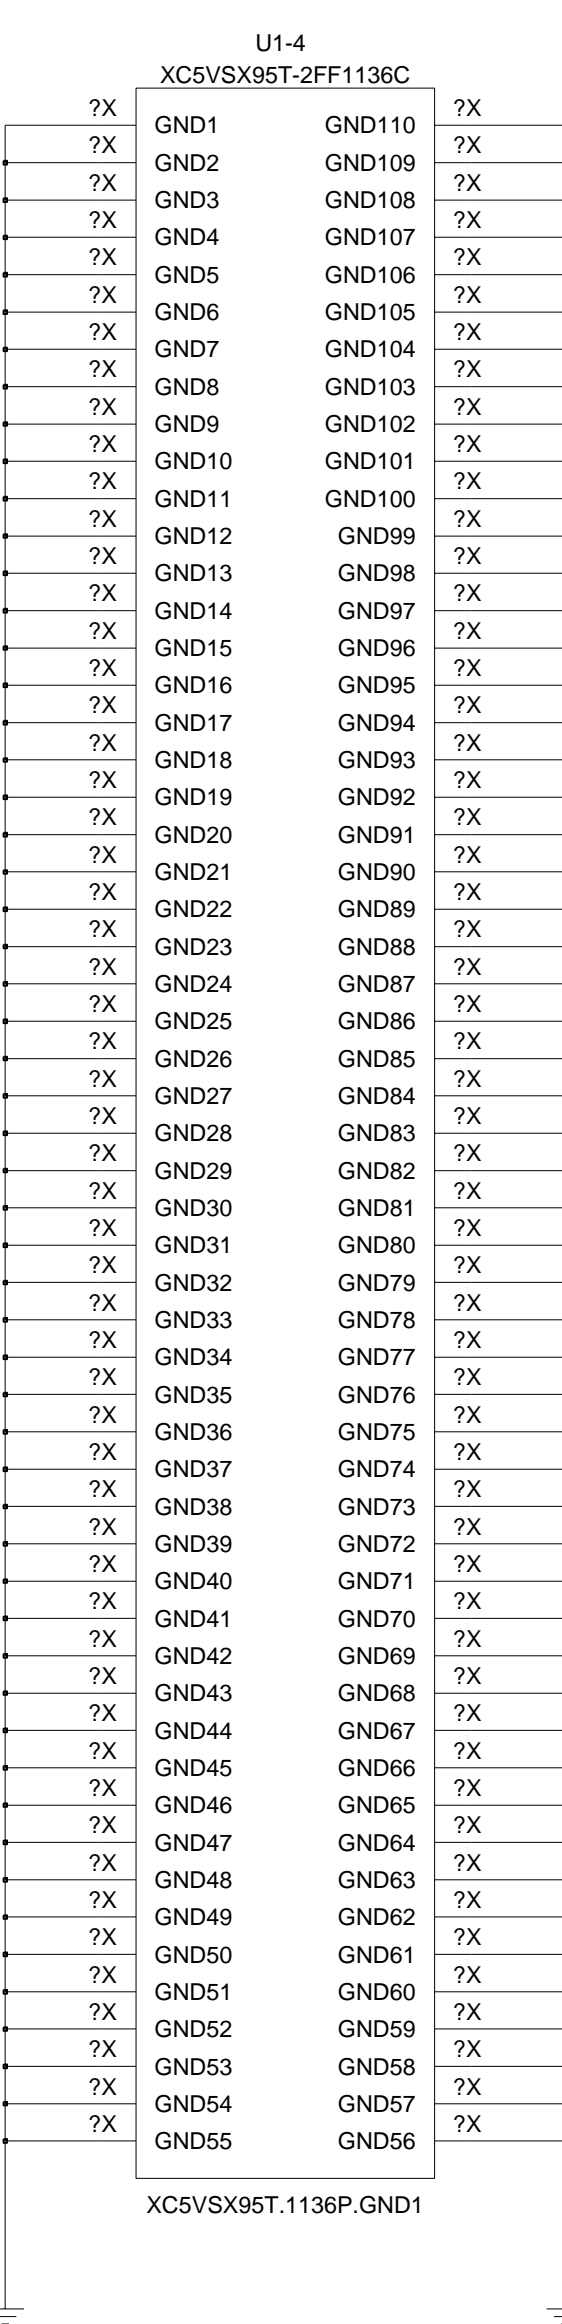 U1-4
XC5VSX95T-2FF1136C
?X ?X
GND1 GND110
?X ?X
GND2 GND109
?X ?X
GND3 GND108
?X ?X
GND4 GND107
?X ?X
GND5 GND106
?X ?X
GND6 GND105
?X ?X
GND7 GND104
?X ?X
GND8 GND103
?X ?X
GND9 GND102
?X ?X
GND10 GND101
?X ?X
GND11 GND100
?X ?X
GND12 GND99
?X ?X
GND13 GND98
?X ?X
GND14 GND97
?X ?X
GND15 GND96
?X ?X
GND16 GND95
?X ?X
GND17 GND94
?X ?X
GND18 GND93
?X ?X
GND19 GND92
?X ?X
GND20 GND91
?X ?X
GND21 GND90
?X ?X
GND22 GND89
?X ?X
GND23 GND88
?X ?X
GND24 GND87
?X ?X
GND25 GND86
?X ?X
GND26 GND85
?X ?X
GND27 GND84
?X ?X
GND28 GND83
?X ?X
GND29 GND82
?X ?X
GND30 GND81
?X ?X
GND31 GND80
?X ?X
GND32 GND79
?X ?X
GND33 GND78
?X ?X
GND34 GND77
?X ?X
GND35 GND76
?X ?X
GND36 GND75
?X ?X
GND37 GND74
?X ?X
GND38 GND73
?X ?X
GND39 GND72
?X ?X
GND40 GND71
?X ?X
GND41 GND70
?X ?X
GND42 GND69
?X ?X
GND43 GND68
?X ?X
GND44 GND67
?X ?X
GND45 GND66
?X ?X
GND46 GND65
?X ?X
GND47 GND64
?X ?X
GND48 GND63
?X ?X
GND49 GND62
?X ?X
GND50 GND61
?X ?X
GND51 GND60
?X ?X
GND52 GND59
?X ?X
GND53 GND58
?X ?X
GND54 GND57
?X ?X
GND55 GND56
XC5VSX95T.1136P.GND1